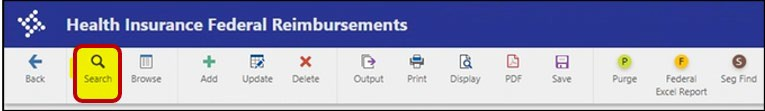 Health Insurance Federal Reimbursements
Back Search Browse Add Update Delete Output Print Display PDF Save P Purge F Federal Excel Report S Seg Find